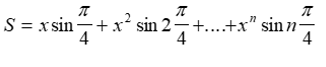 S = x sin π/4 + x² sin 2 π/4 + .... + xⁿ sin n π/4